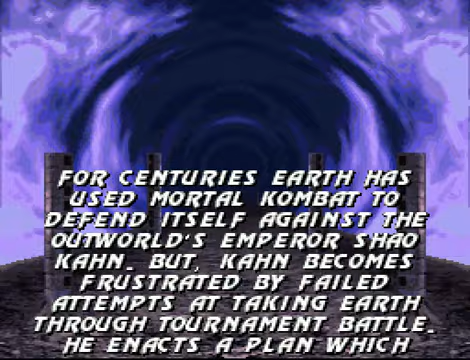 FOR CENTURIES EARTH HAS
USED MORTAL KOMBAT TO
DEFEND ITSELF AGAINST THE
OUTWORLD'S EMPEROR SHAO
KAHN. BUT, KAHN BECOMES
FRUSTRATED BY FAILED
ATTEMPTS AT TAKING EARTH
THROUGH TOURNAMENT BATTLE.
HE ENACTS A PLAN WHICH